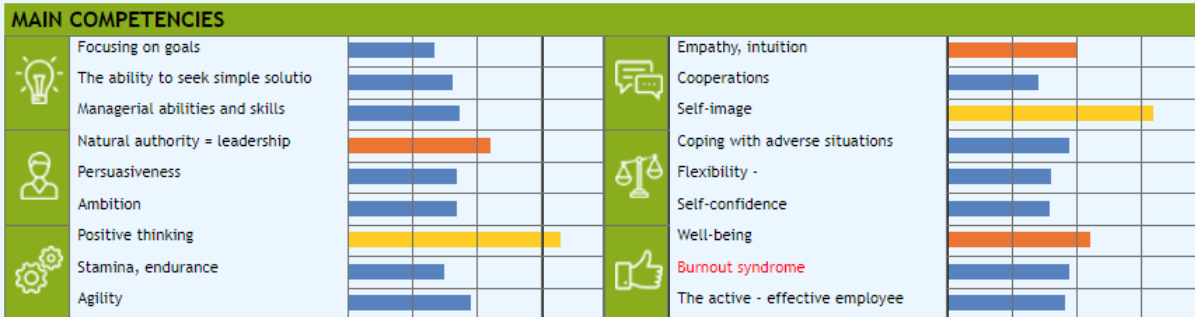 MAIN COMPETENCIES
Focusing on goals
The ability to seek simple solutio
Managerial abilities and skills
Natural authority = leadership
Persuasiveness
Ambition
Positive thinking
Stamina, endurance
Agility
Empathy, intuition
Cooperations
Self-image
Coping with adverse situations
Flexibility -
Self-confidence
Well-being
Burnout syndrome
The active - effective employee